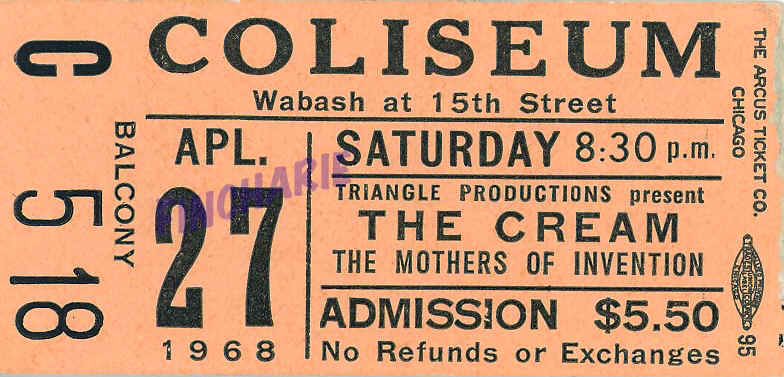 C
5
18
BALCONY
COLISEUM
Wabash at 15th Street
APL.
27
1968
SATURDAY 8:30 p.m.
TRIANGLE PRODUCTIONS present
THE CREAM
THE MOTHERS OF INVENTION
ADMISSION $5.50
No Refunds or Exchanges
THE ARCUS TICKET CO.
CHICAGO
95